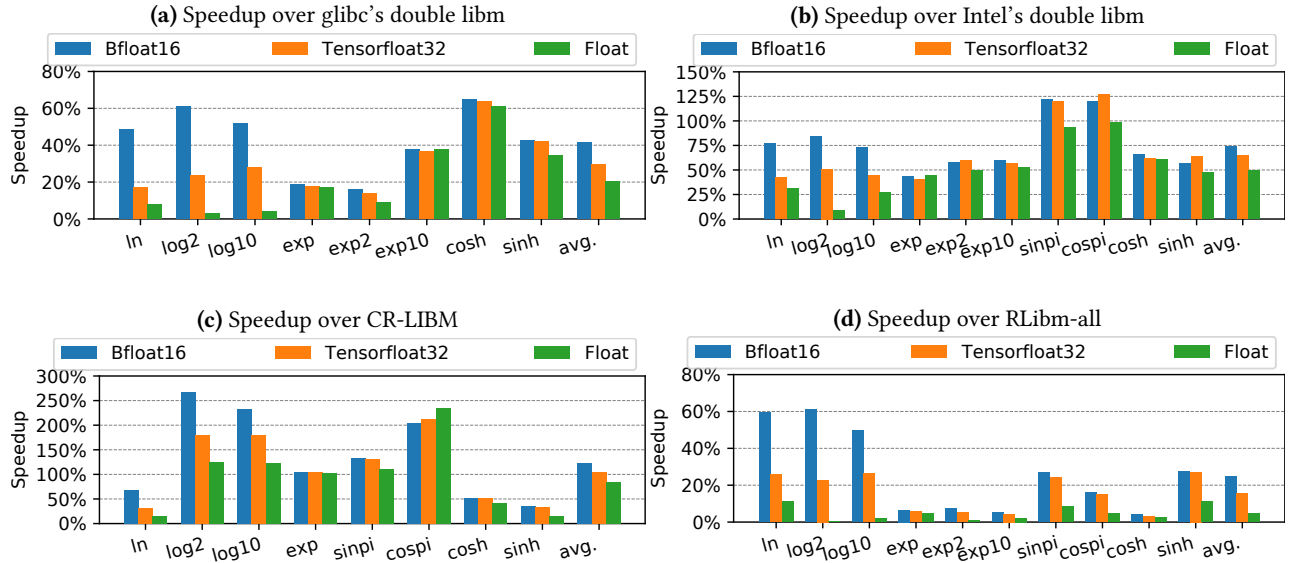 (a) Speedup over glibc's double libm
Bfloat16 Tensorfloat32 Float
80%
60%
40%
20%
0%
Speedup
ln log2 log10 exp exp2 exp10 cosh sinh avg.
(b) Speedup over Intel's double libm
Bfloat16 Tensorfloat32 Float
150%
125%
100%
75%
50%
25%
0%
Speedup
ln log2 log10 exp exp2 exp10 sinpi cospi cosh sinh avg.
(c) Speedup over CR-LIBM
Bfloat16 Tensorfloat32 Float
300%
250%
200%
150%
100%
50%
0%
Speedup
ln log2 log10 exp sinpi cospi cosh sinh avg.
(d) Speedup over RLibm-all
Bfloat16 Tensorfloat32 Float
80%
60%
40%
20%
0%
Speedup
ln log2 log10 exp exp2 exp10 sinpi cospi cosh sinh avg.